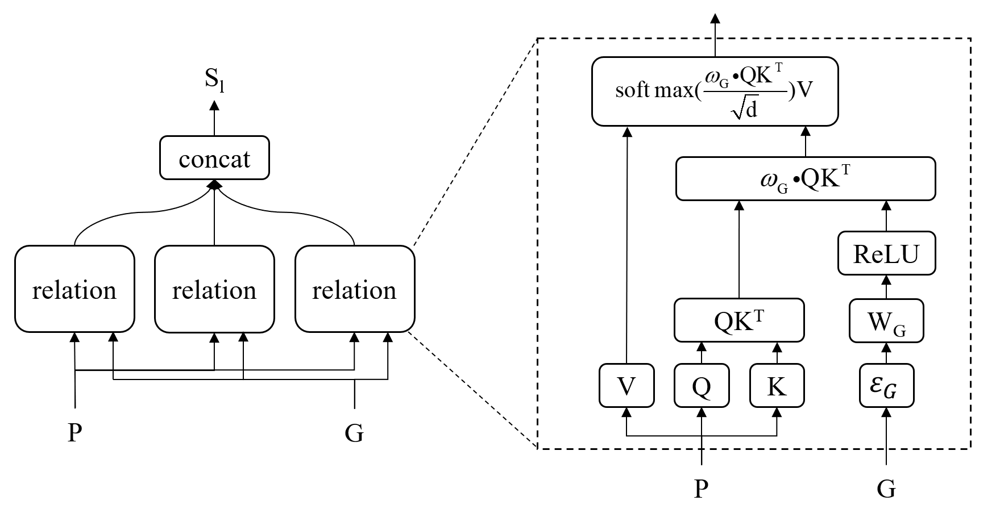 S_l
concat
relation relation relation
P G
soft max(ω_G•QK^T/√d)V
ω_G•QK^T
ReLU
QK^T W_G
V Q K ε_G
P G